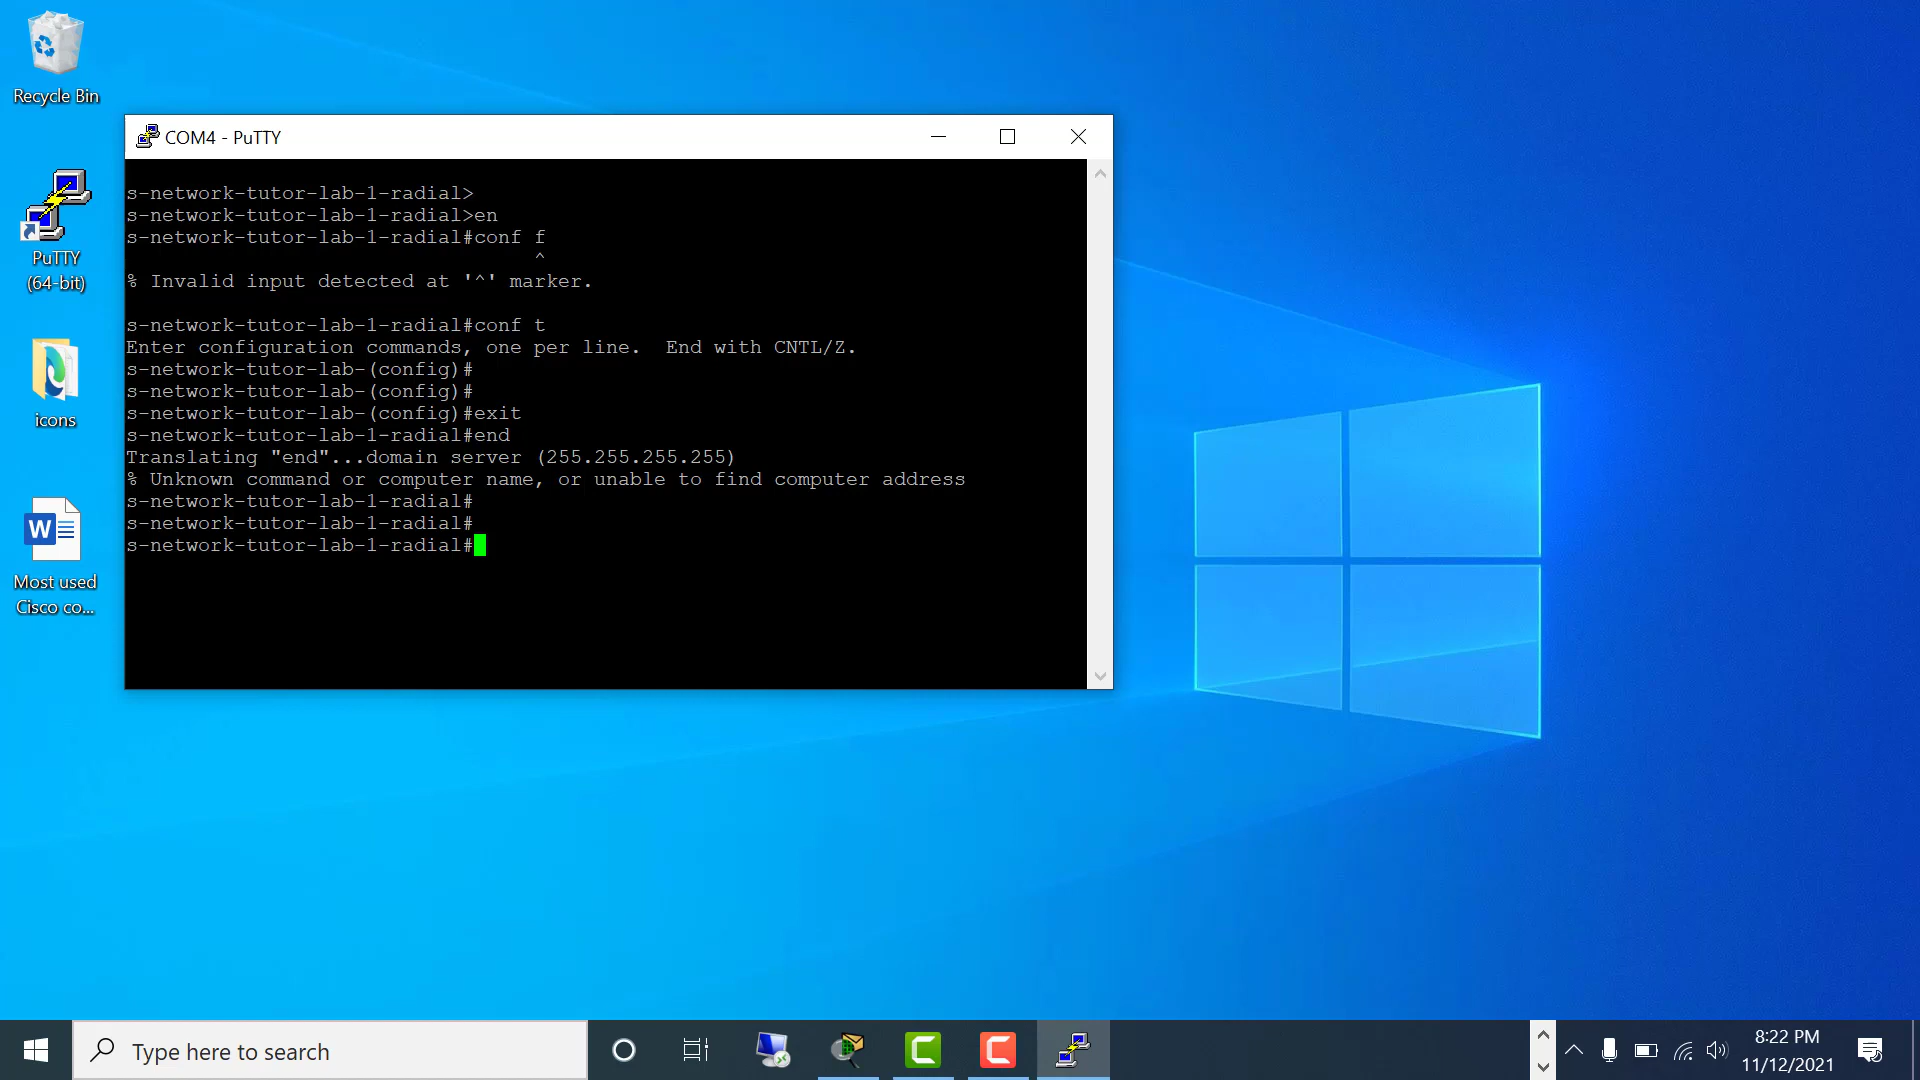 Recycle Bin
PuTTY
(64-bit)
icons
Most used
Cisco co...
COM4 - PuTTY
s-network-tutor-lab-1-radial>
s-network-tutor-lab-1-radial>en
s-network-tutor-lab-1-radial#conf f
^
% Invalid input detected at '^' marker.
s-network-tutor-lab-1-radial#conf t
Enter configuration commands, one per line.  End with CNTL/Z.
s-network-tutor-lab-(config)#
s-network-tutor-lab-(config)#
s-network-tutor-lab-(config)#exit
s-network-tutor-lab-1-radial#end
Translating "end"...domain server (255.255.255.255)
% Unknown command or computer name, or unable to find computer address
s-network-tutor-lab-1-radial#
s-network-tutor-lab-1-radial#
s-network-tutor-lab-1-radial#
Type here to search
8:22 PM
11/12/2021